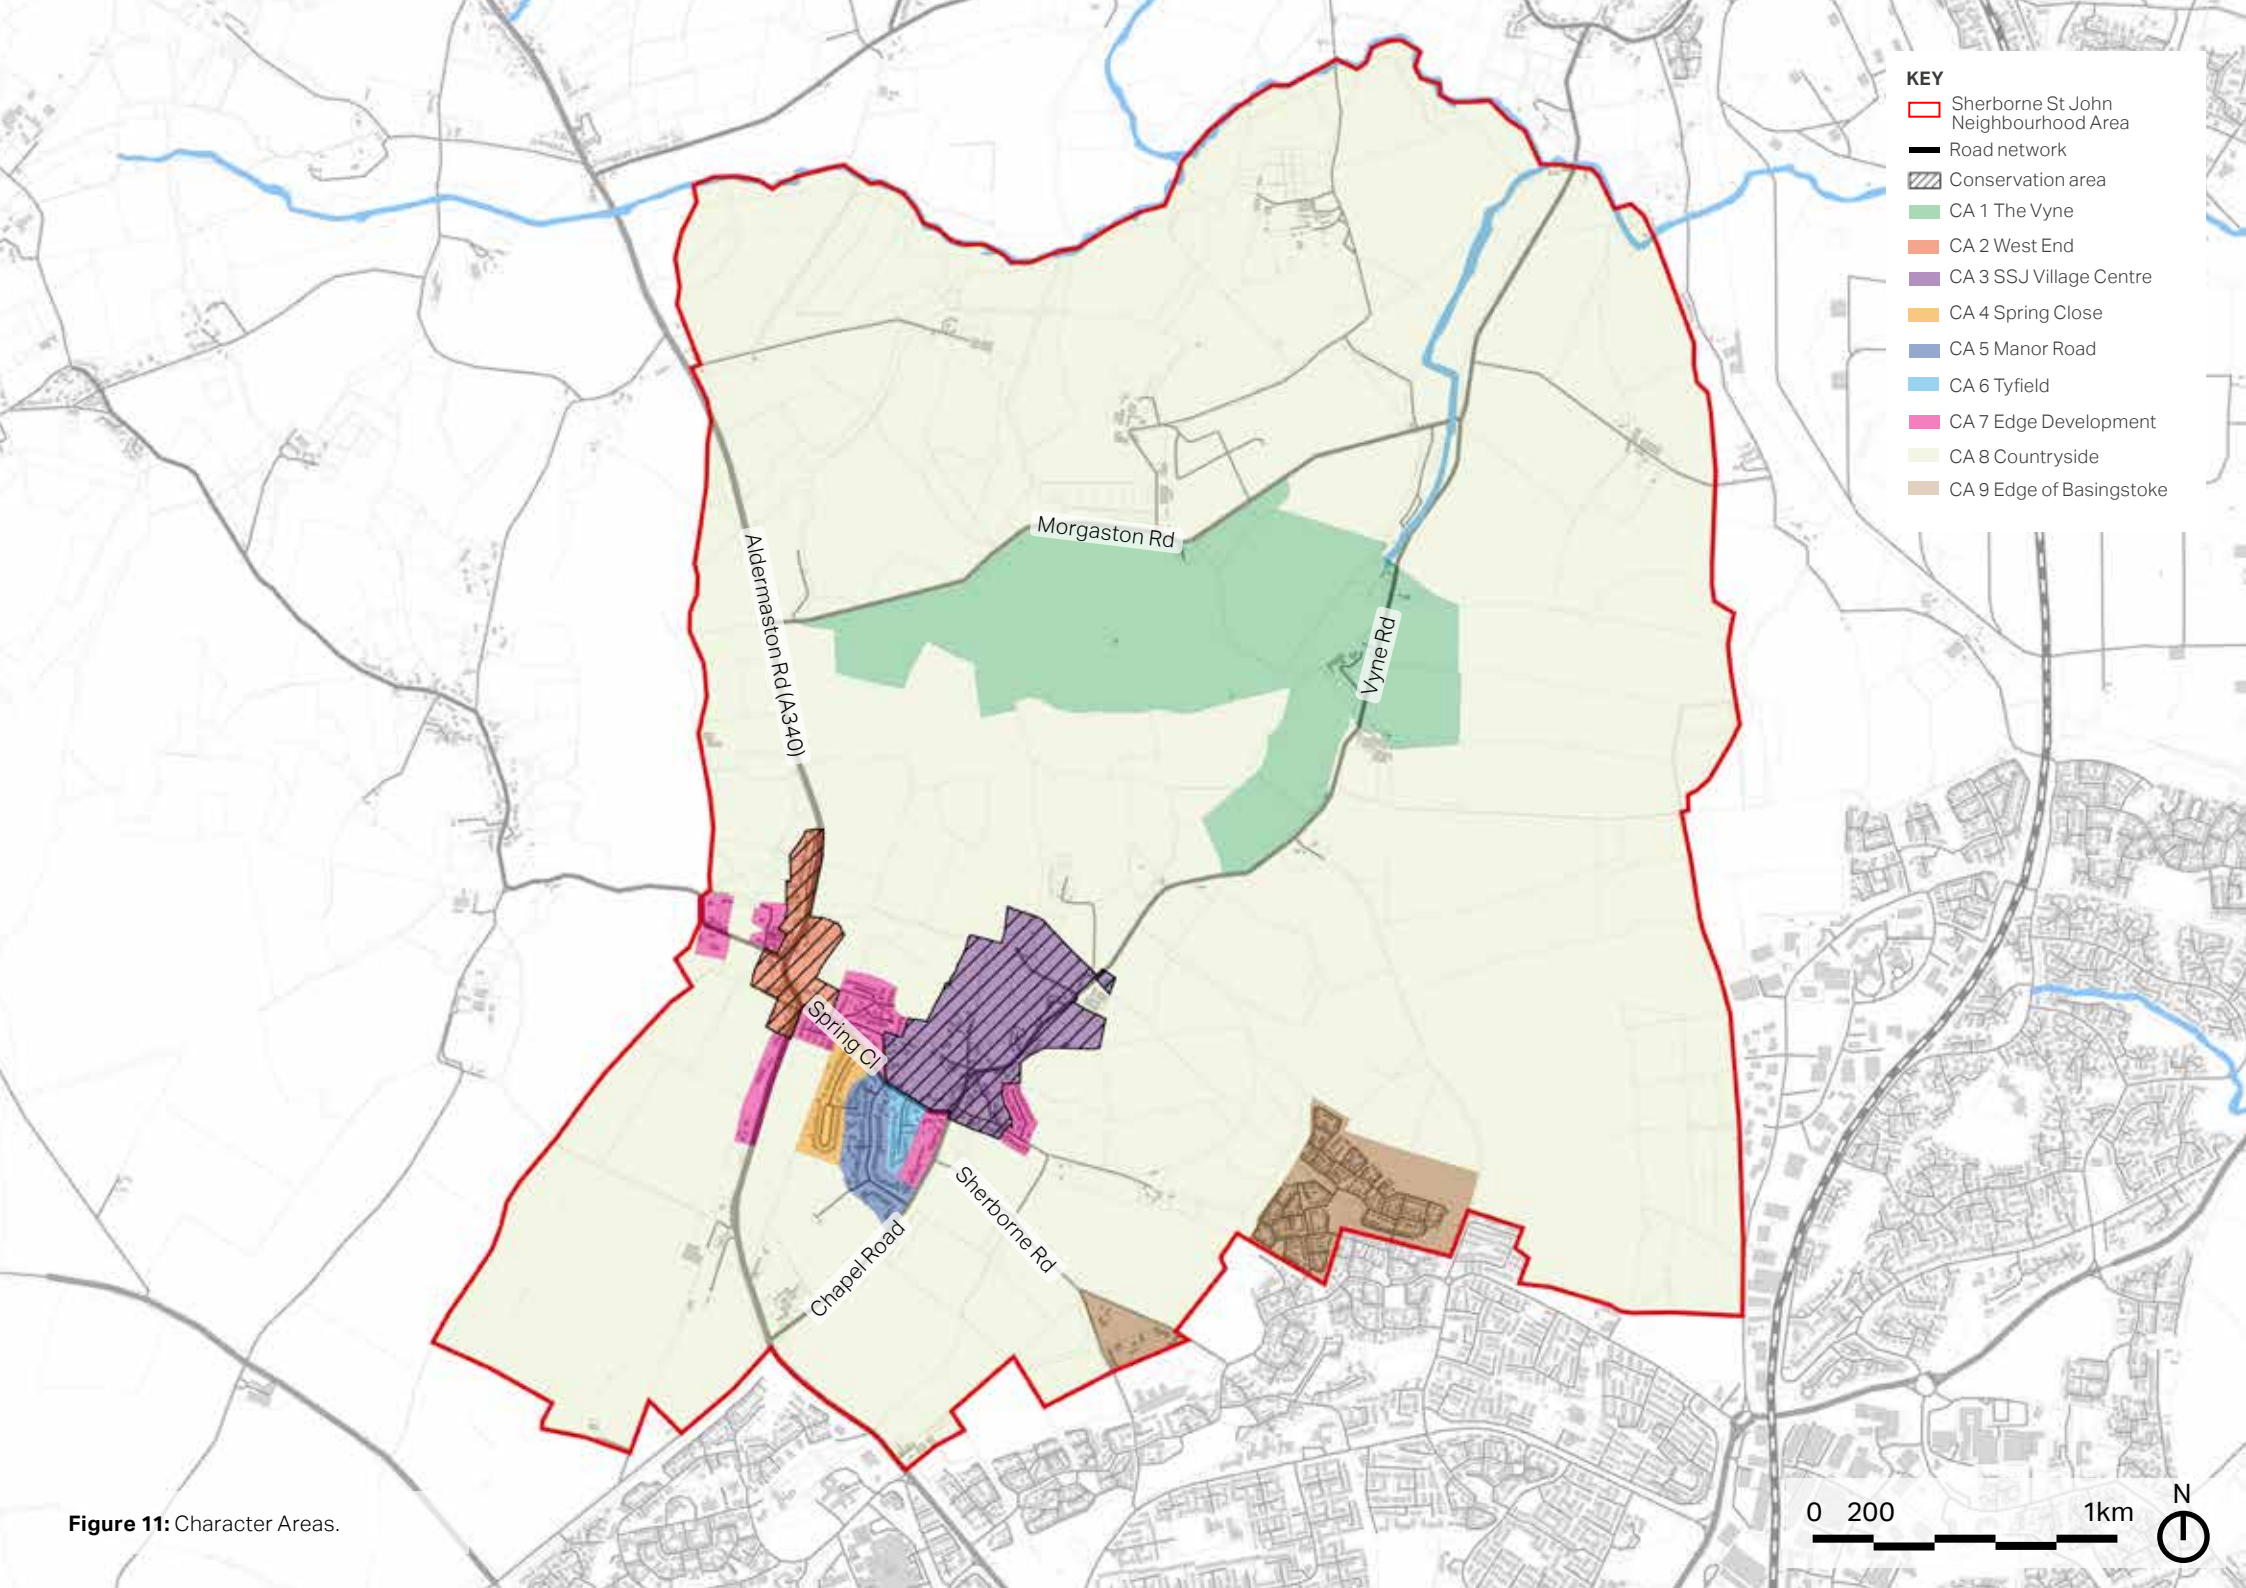 KEY
Sherborne St John
Neighbourhood Area
Road network
Conservation area
CA 1 The Vyne
CA 2 West End
CA 3 SSJ Village Centre
CA 4 Spring Close
CA 5 Manor Road
CA 6 Tyfield
CA 7 Edge Development
CA 8 Countryside
CA 9 Edge of Basingstoke
Morgaston Rd
Aldermaston Rd (A340)
Vyne Rd
Spring Cl
Sherborne Rd
Chapel Road
Figure 11: Character Areas.
0 200 1km
N